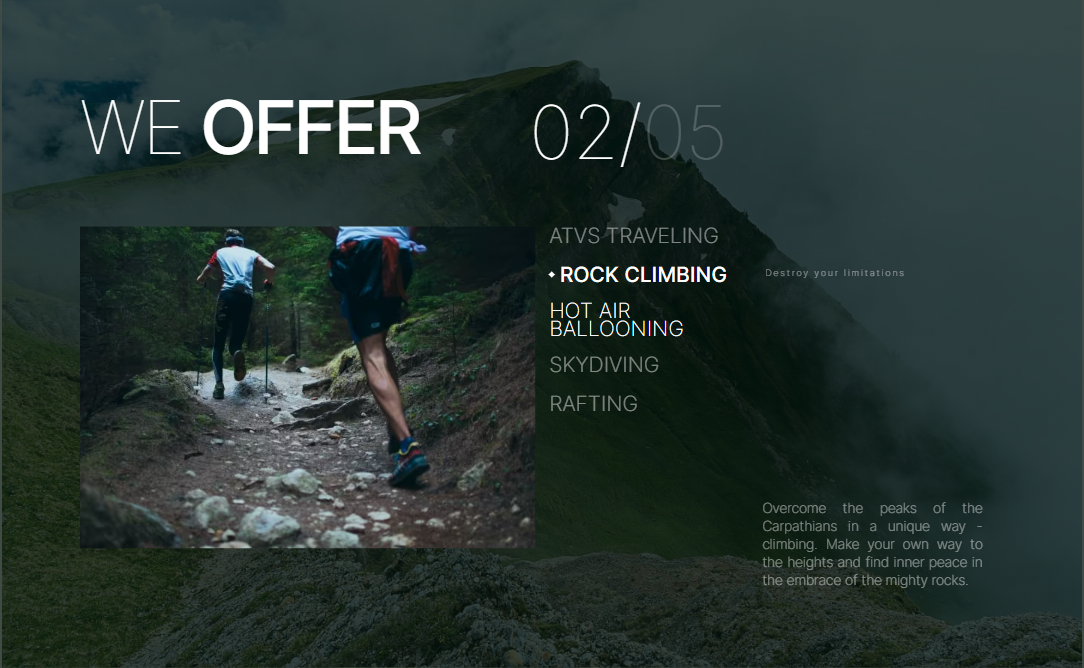 WE OFFER
02/05
ATVS TRAVELING
ROCK CLIMBING
Destroy your limitations
HOT AIR
BALLOONING
SKYDIVING
RAFTING
Overcome the peaks of the
Carpathians in a unique way -
climbing. Make your own way to
the heights and find inner peace in
the embrace of the mighty rocks.